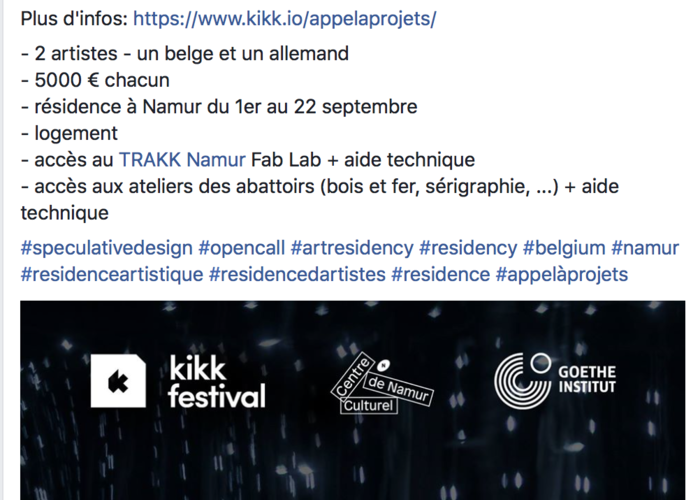 Plus d'infos: https://www.kikk.io/appelaprojets/
- 2 artistes - un belge et un allemand
- 5000 € chacun
- résidence à Namur du 1er au 22 septembre
- logement
- accès au TRAKK Namur Fab Lab + aide technique
- accès aux ateliers des abattoirs (bois et fer, sérigraphie, ...) + aide
technique
#speculativedesign #opencall #artresidency #residency #belgium #namur
#residenceartistique #residencedartistes #residence #appelàprojets
kikk
festival
Centre
de Namur
Culturel
GOETHE
INSTITUT